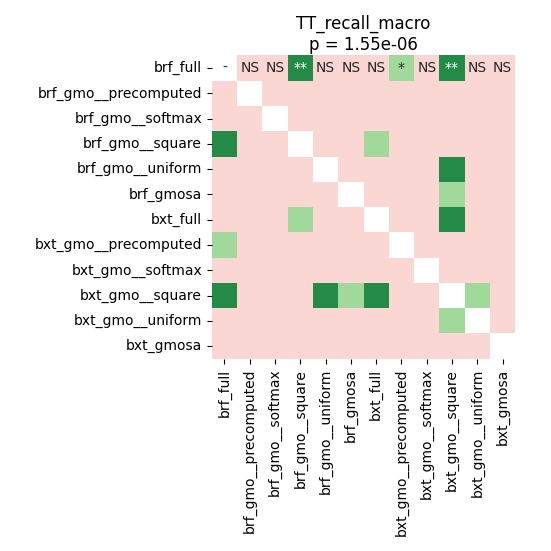 TT_recall_macro
p = 1.55e-06
brf_full - NS NS ** NS NS NS * NS ** NS NS
brf_gmo__precomputed
brf_gmo__softmax
brf_gmo__square
brf_gmo__uniform
brf_gmosa
bxt_full
bxt_gmo__precomputed
bxt_gmo__softmax
bxt_gmo__square
bxt_gmo__uniform
bxt_gmosa
brf_full
brf_gmo__precomputed
brf_gmo__softmax
brf_gmo__square
brf_gmo__uniform
brf_gmosa
bxt_full
bxt_gmo__precomputed
bxt_gmo__softmax
bxt_gmo__square
bxt_gmo__uniform
bxt_gmosa